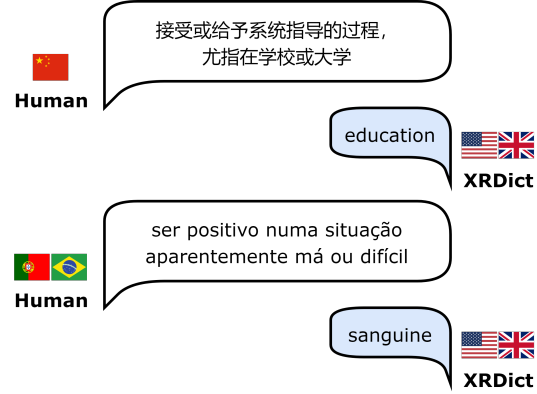 接受或给予系统指导的过程，
尤指在学校或大学
Human
education
XRDict
ser positivo numa situação
aparentemente má ou difícil
Human
sanguine
XRDict